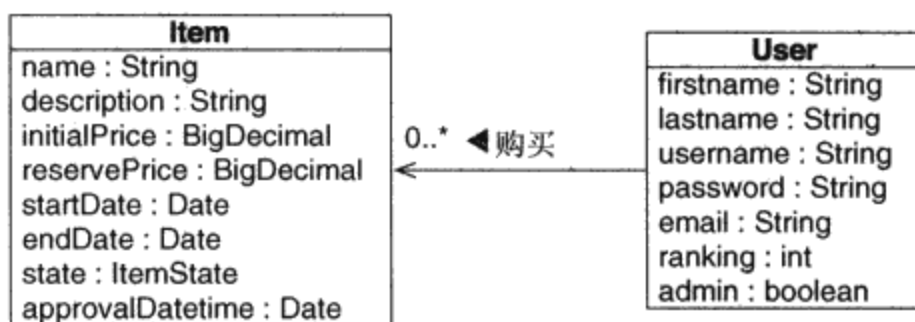 Item
name : String
description : String
initialPrice : BigDecimal
reservePrice : BigDecimal
startDate : Date
endDate : Date
state : ItemState
approvalDatetime : Date
0..* ◀购买
User
firstname : String
lastname : String
username : String
password : String
email : String
ranking : int
admin : boolean